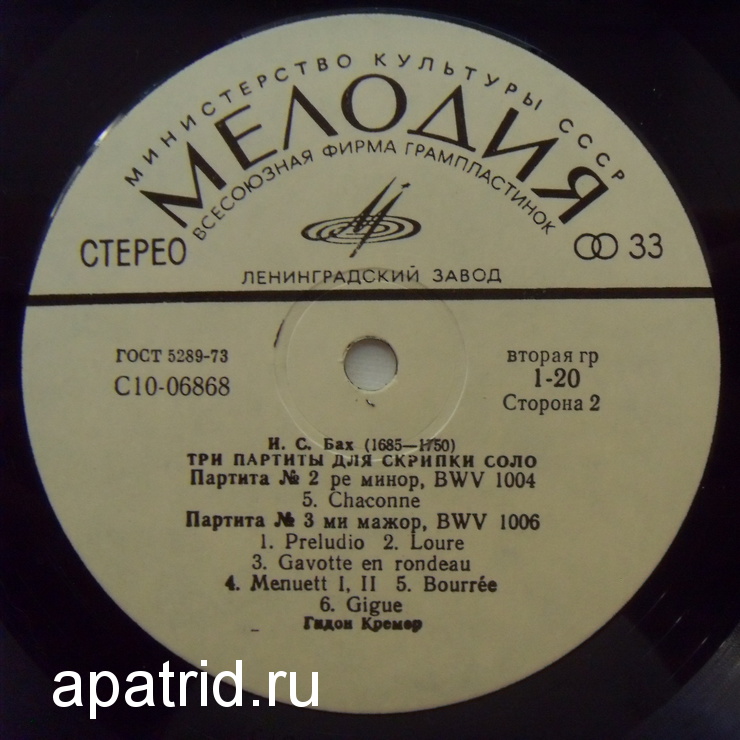 МИНИСТЕРСТВО КУЛЬТУРЫ СССР
МЕЛОДИЯ
ВСЕСОЮЗНАЯ ФИРМА ГРАМПЛАСТИНОК
СТЕРЕО
33
ЛЕНИНГРАДСКИЙ ЗАВОД
ГОСТ 5289-73
С10-06868
вторая гр
1-20
Сторона 2
И. С. Бах (1685—1750)
ТРИ ПАРТИТЫ ДЛЯ СКРИПКИ СОЛО
Партита № 2 ре минор, BWV 1004
5. Chaconne
Партита № 3 ми мажор, BWV 1006
1. Preludio 2. Loure
3. Gavotte en rondeau
4. Menuett I, II 5. Bourrée
6. Gigue
Гидон Кремер
apatrid.ru